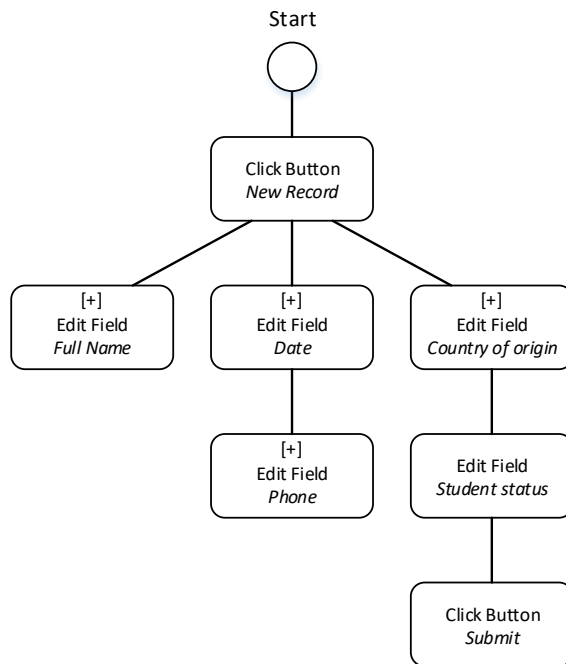 Start
Click Button
New Record
[+]
Edit Field
Full Name
[+]
Edit Field
Date
[+]
Edit Field
Country of origin
[+]
Edit Field
Phone
Edit Field
Student status
Click Button
Submit